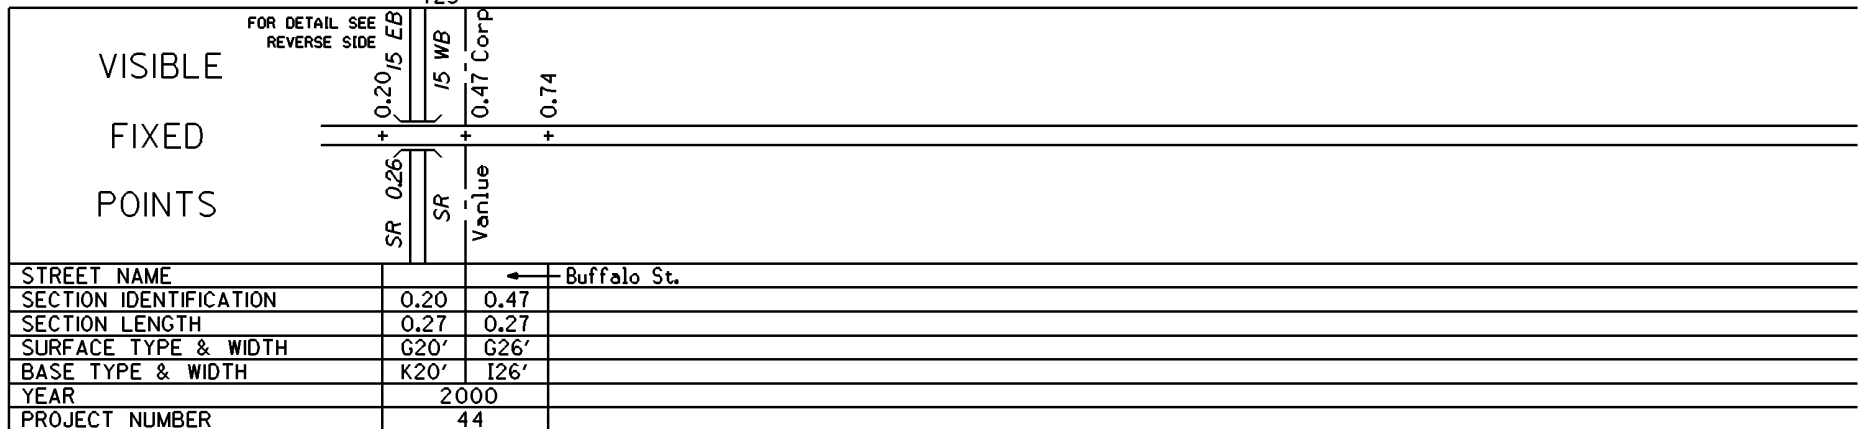 FOR DETAIL SEE
REVERSE SIDE
VISIBLE
FIXED
POINTS
0.20
15 EB
15 WB
0.47 Corp
0.74
SR 0.26
SR
Vanlue
STREET NAME Buffalo St.
SECTION IDENTIFICATION 0.20 0.47
SECTION LENGTH 0.27 0.27
SURFACE TYPE & WIDTH G20' G26'
BASE TYPE & WIDTH K20' I26'
YEAR 2000
PROJECT NUMBER 44